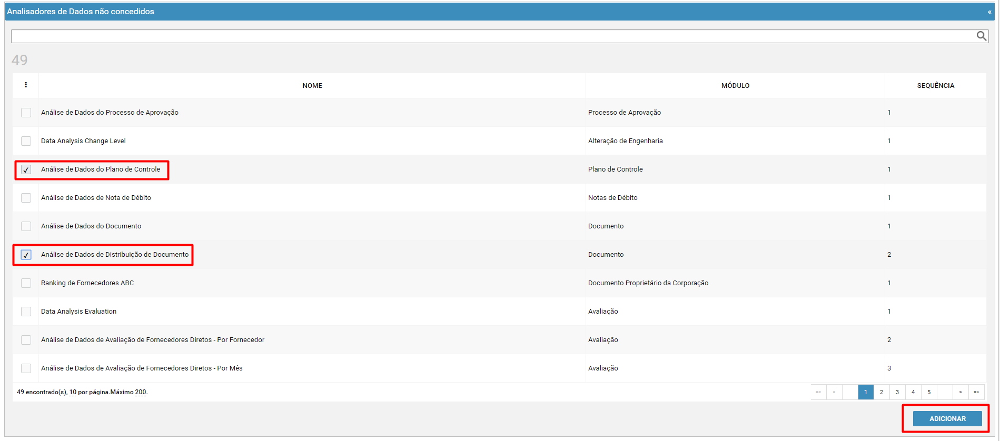 Analisadores de Dados não concedidos «
49
NOME MÓDULO SEQUÊNCIA
Análise de Dados do Processo de Aprovação Processo de Aprovação 1
Data Analysis Change Level Alteração de Engenharia 1
Análise de Dados do Plano de Controle Plano de Controle 1
Análise de Dados de Nota de Débito Notas de Débito 1
Análise de Dados do Documento Documento 1
Análise de Dados de Distribuição de Documento Documento 2
Ranking de Fornecedores ABC Documento Proprietário da Corporação 1
Data Analysis Evaluation Avaliação 1
Análise de Dados de Avaliação de Fornecedores Diretos - Por Fornecedor Avaliação 2
Análise de Dados de Avaliação de Fornecedores Diretos - Por Mês Avaliação 3
49 encontrado(s), 10 por página.Máximo 200. «« « 1 2 3 4 5 » »»
ADICIONAR